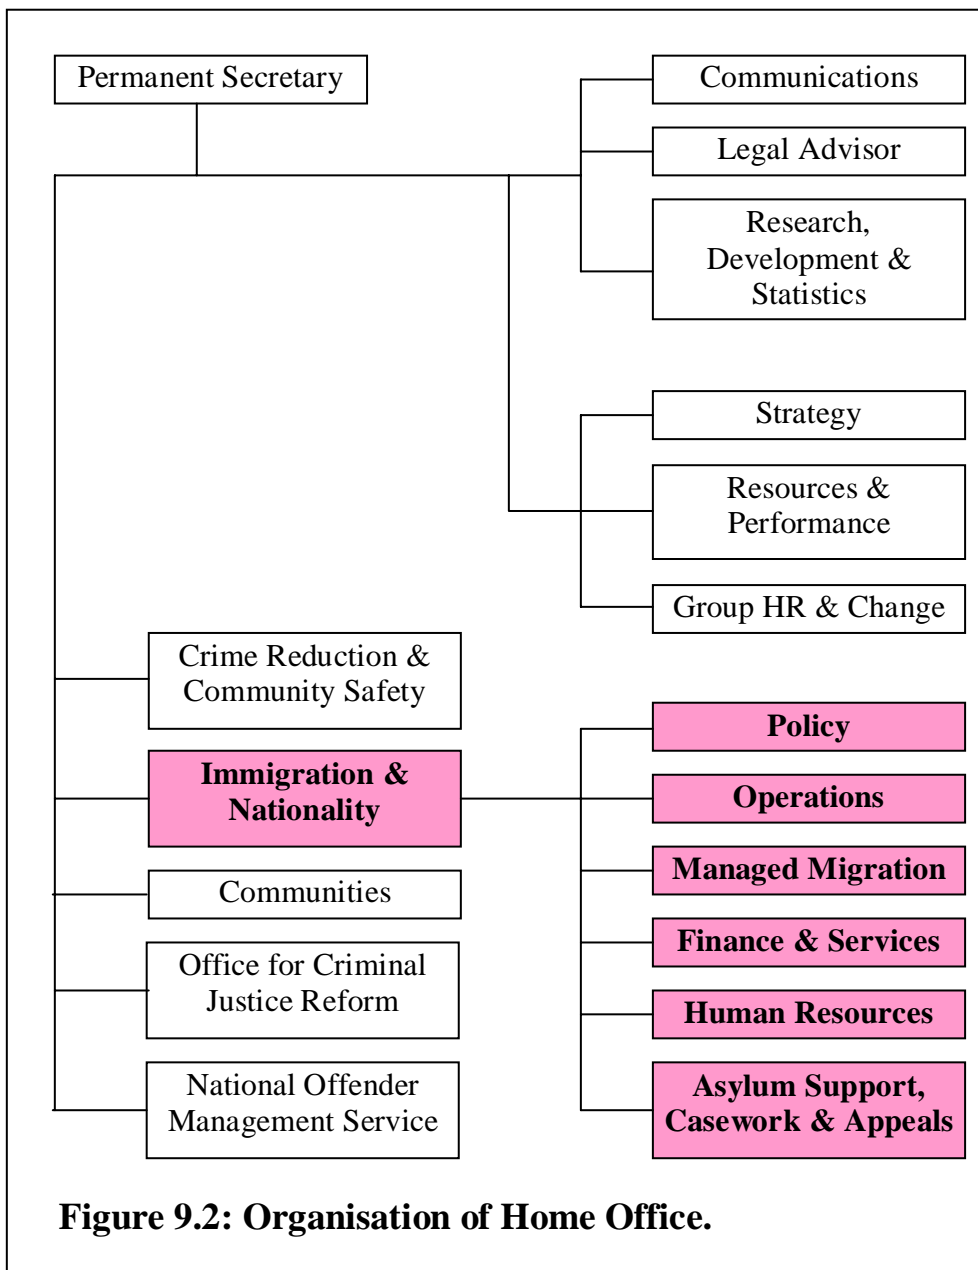 Permanent Secretary
Communications
Legal Advisor
Research,
Development &
Statistics
Strategy
Resources &
Performance
Group HR & Change
Crime Reduction &
Community Safety
Immigration &
Nationality
Communities
Office for Criminal
Justice Reform
National Offender
Management Service
Policy
Operations
Managed Migration
Finance & Services
Human Resources
Asylum Support,
Casework & Appeals
Figure 9.2: Organisation of Home Office.